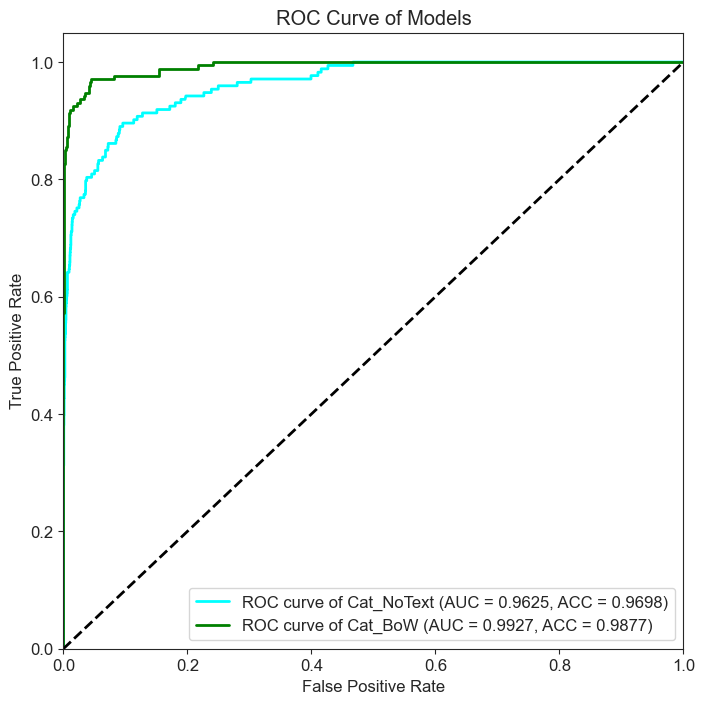 ROC Curve of Models
True Positive Rate
1.0
0.8
0.6
0.4
0.2
0.0
ROC curve of Cat_NoText (AUC = 0.9625, ACC = 0.9698)
ROC curve of Cat_BoW (AUC = 0.9927, ACC = 0.9877)
0.0 0.2 0.4 0.6 0.8 1.0
False Positive Rate